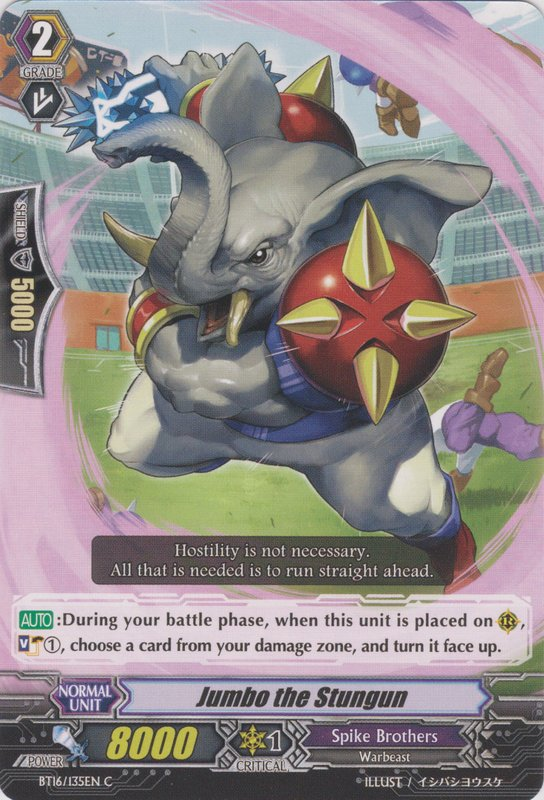 2
GRADE
SHIELD
5000
GT-
Hostility is not necessary.
All that is needed is to run straight ahead.
AUTO:During your battle phase, when this unit is placed on R,
V ①, choose a card from your damage zone, and turn it face up.
NORMAL
UNIT
Jumbo the Stungun
POWER
8000
1
CRITICAL
Spike Brothers
Warbeast
BT16/135EN C
ILLUST / イシバシヨウスケ